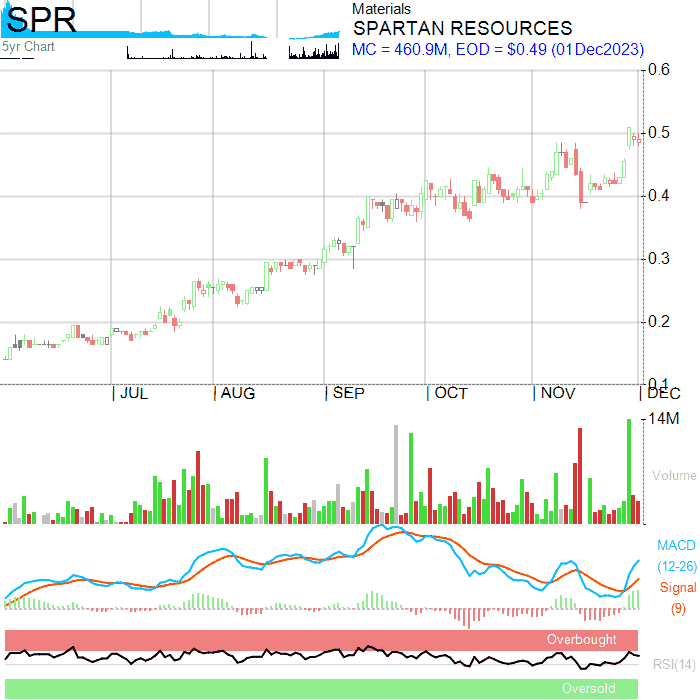 SPR
5yr Chart
Materials
SPARTAN RESOURCES
MC = 460.9M, EOD = $0.49 (01Dec2023)
0.6
0.5
0.4
0.3
0.2
0.1
JUL AUG SEP OCT NOV DEC
14M
Volume
MACD
(12-26)
Signal
(9)
Overbought
RSI(14)
Oversold